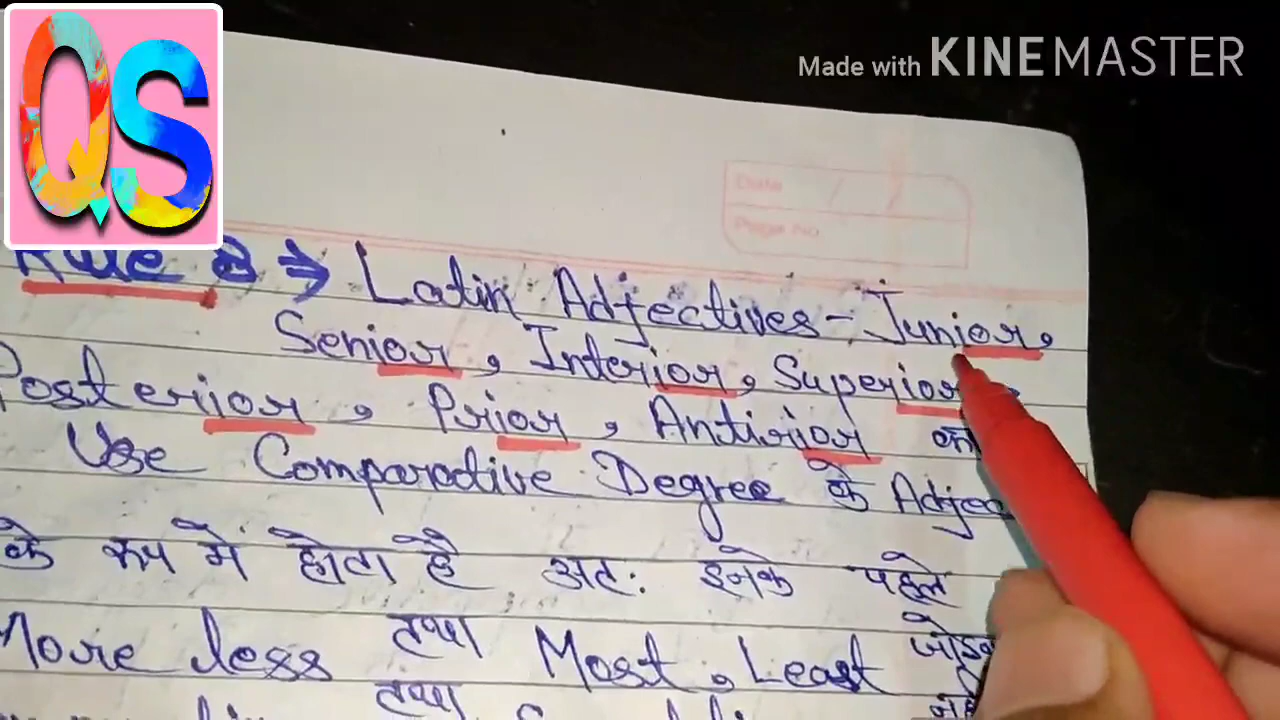 QS
Made with KINEMASTER
Date / /
Page No
Rule ⇒ Latin Adjectives - Junior,
Senior, Interior, Superior,
Posterior, Prior, Antirior का
Use Comparative Degree के Adjec
के रूप में होता है अतः इनके पहले
More less तथा Most, Least जोड़क
तथा